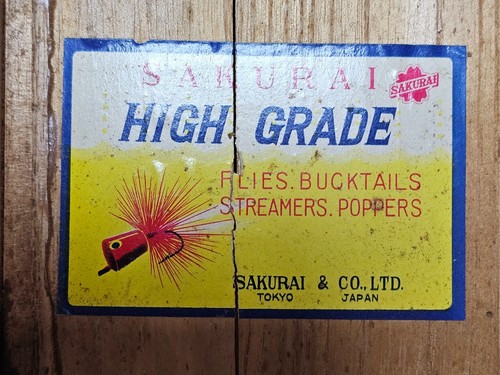 SAKURAI
SAKURAI
HIGH GRADE
FLIES. BUCKTAILS
STREAMERS. POPPERS
SAKURAI & CO., LTD.
TOKYO JAPAN